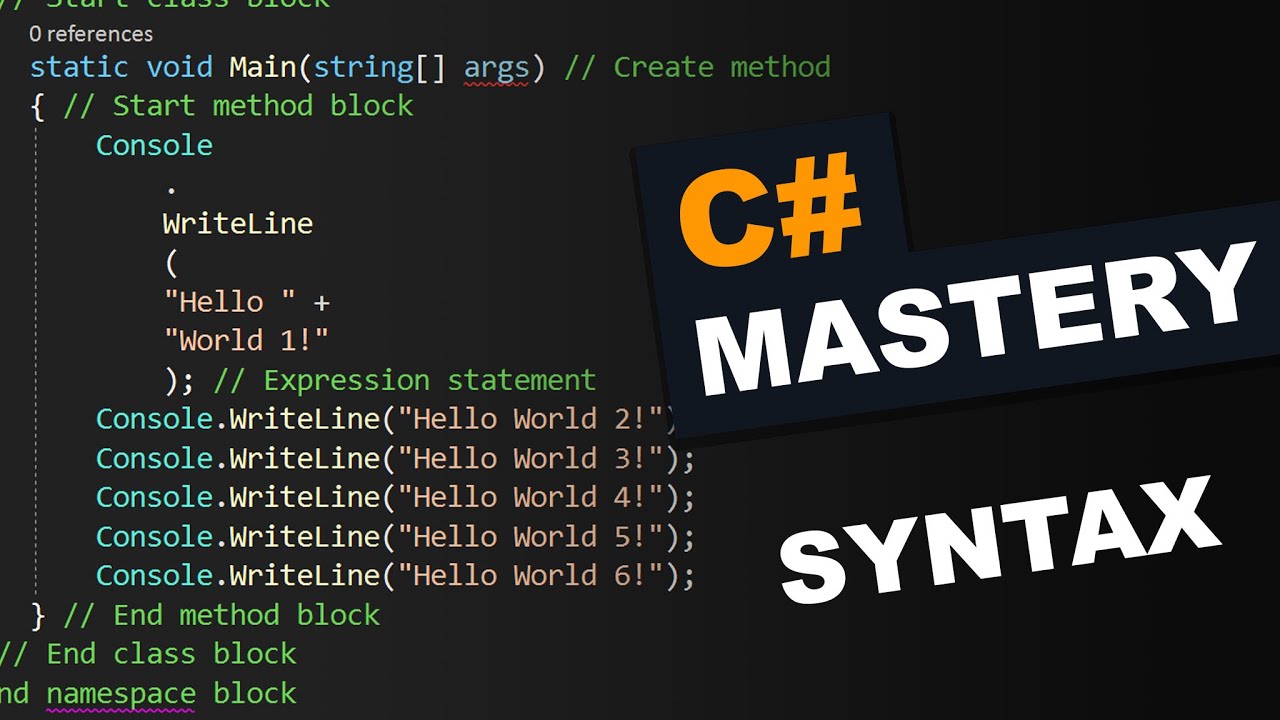 // Start class block
0 references
static void Main(string[] args) // Create method
{ // Start method block
Console
.
WriteLine
(
"Hello " +
"World 1!"
); // Expression statement
Console.WriteLine("Hello World 2!")
Console.WriteLine("Hello World 3!");
Console.WriteLine("Hello World 4!");
Console.WriteLine("Hello World 5!");
Console.WriteLine("Hello World 6!");
} // End method block
// End class block
nd namespace block
C#
MASTERY
SYNTAX